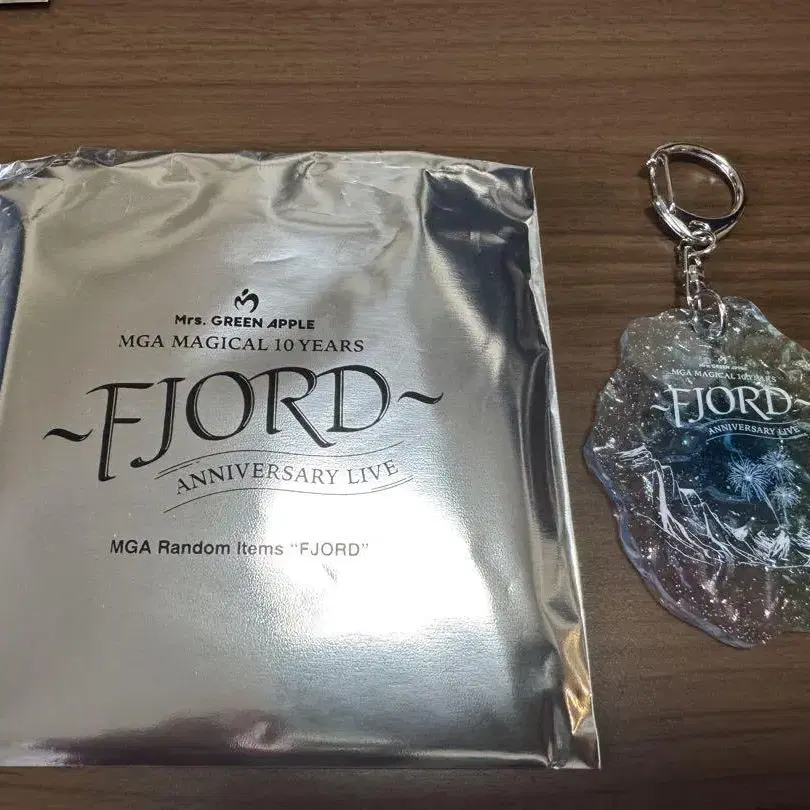 Mrs. GREEN APPLE
MGA MAGICAL 10 YEARS
~FJORD~
ANNIVERSARY LIVE
MGA Random Items "FJORD"
Mrs. GREEN APPLE
MGA MAGICAL 10 YEARS
~FJORD~
ANNIVERSARY LIVE